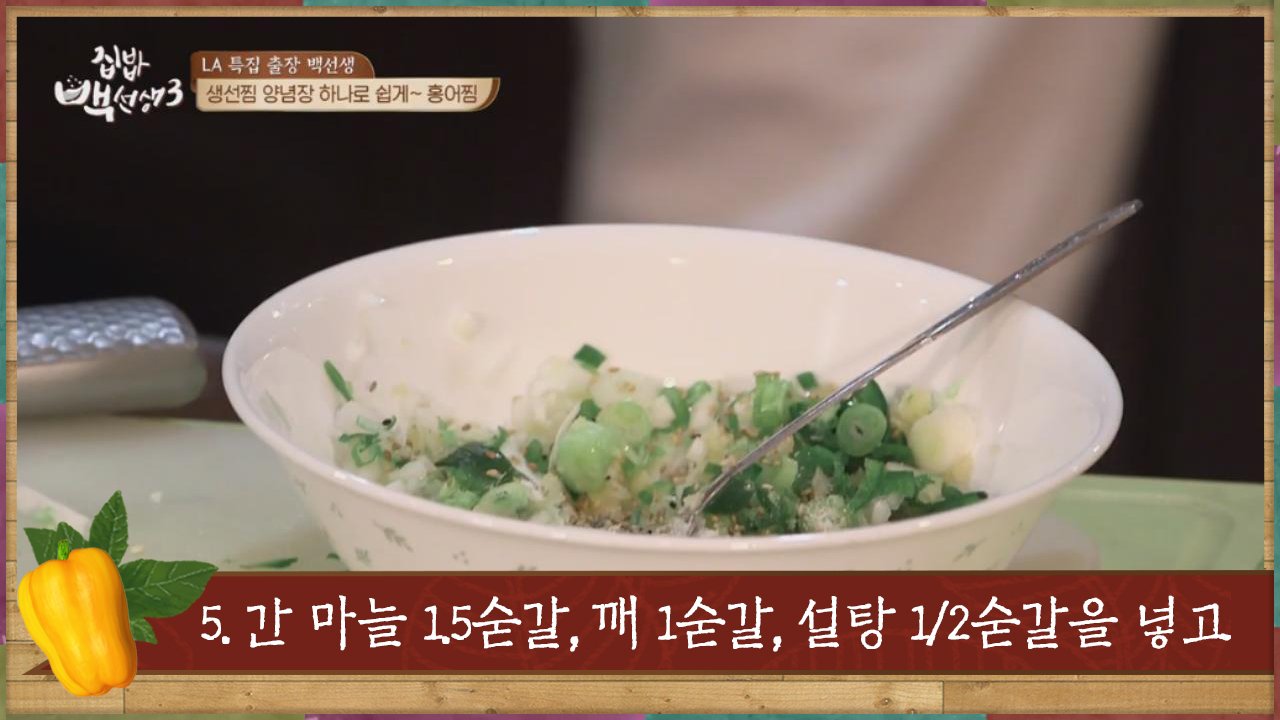 집밥
백선생3
LA 특집 출장 백선생
생선찜 양념장 하나로 쉽게~ 홍어찜
5. 간 마늘 1.5숟갈, 깨 1숟갈, 설탕 1/2숟갈을 넣고